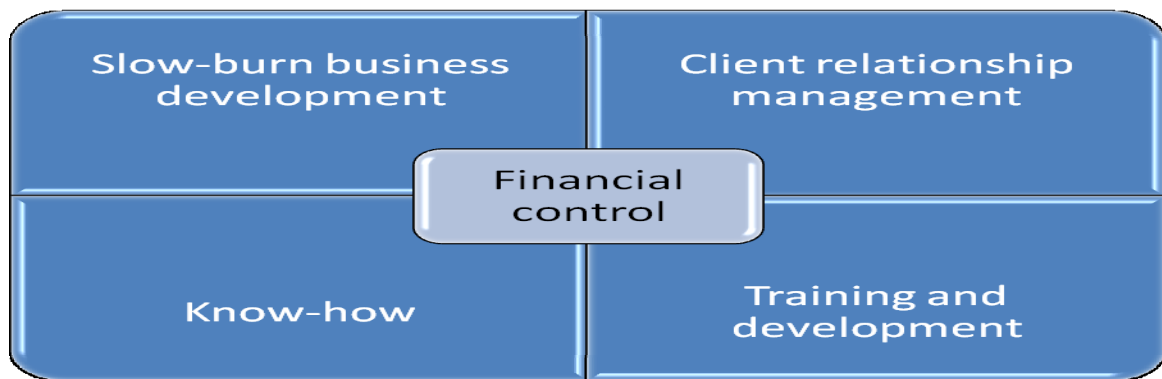 Slow-burn business
development
Client relationship
management
Financial
control
Know-how
Training and
development